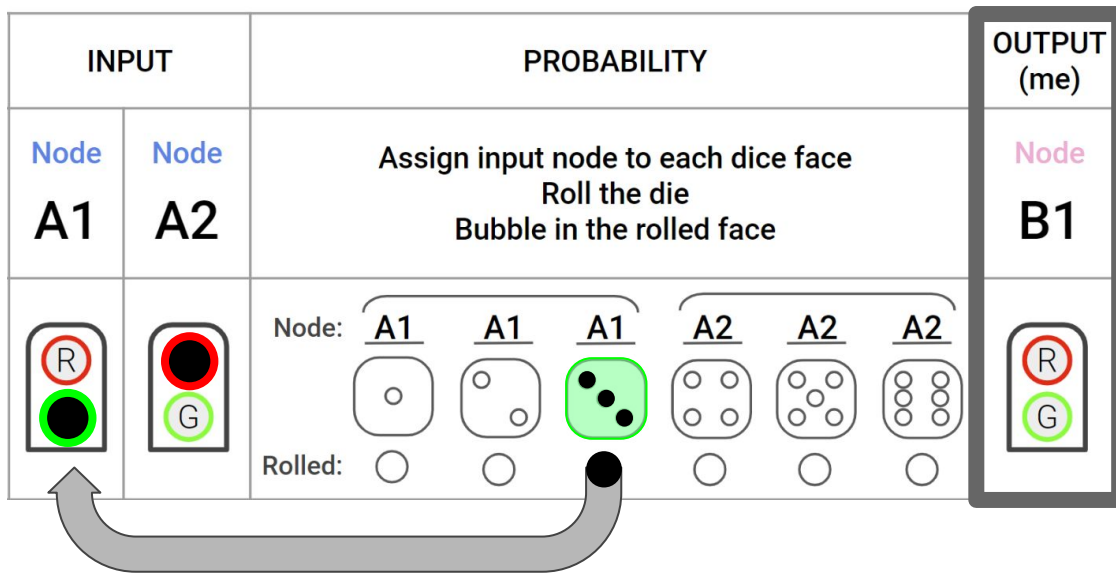 INPUT
PROBABILITY
OUTPUT
(me)
Node
A1
Node
A2
Assign input node to each dice face
Roll the die
Bubble in the rolled face
Node
B1
Node: A1 A1 A1 A2 A2 A2
R
G
R
G
Rolled: